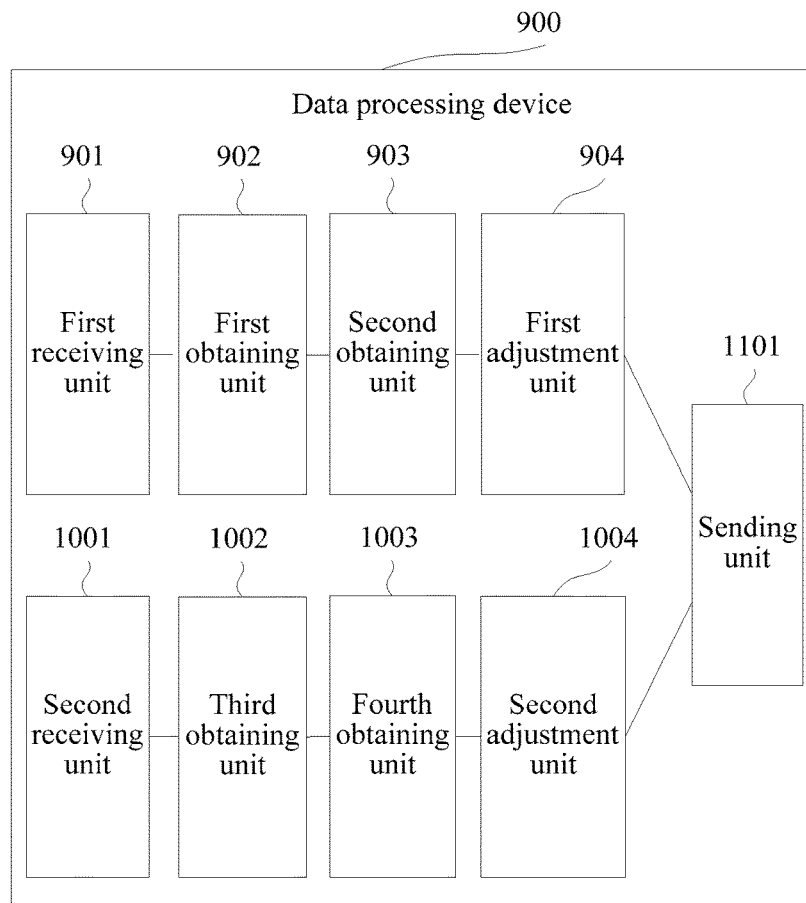 900
Data processing device
901
902
903
904
First
receiving
unit
First
obtaining
unit
Second
obtaining
unit
First
adjustment
unit
1101
Sending
unit
1001
1002
1003
1004
Second
receiving
unit
Third
obtaining
unit
Fourth
obtaining
unit
Second
adjustment
unit